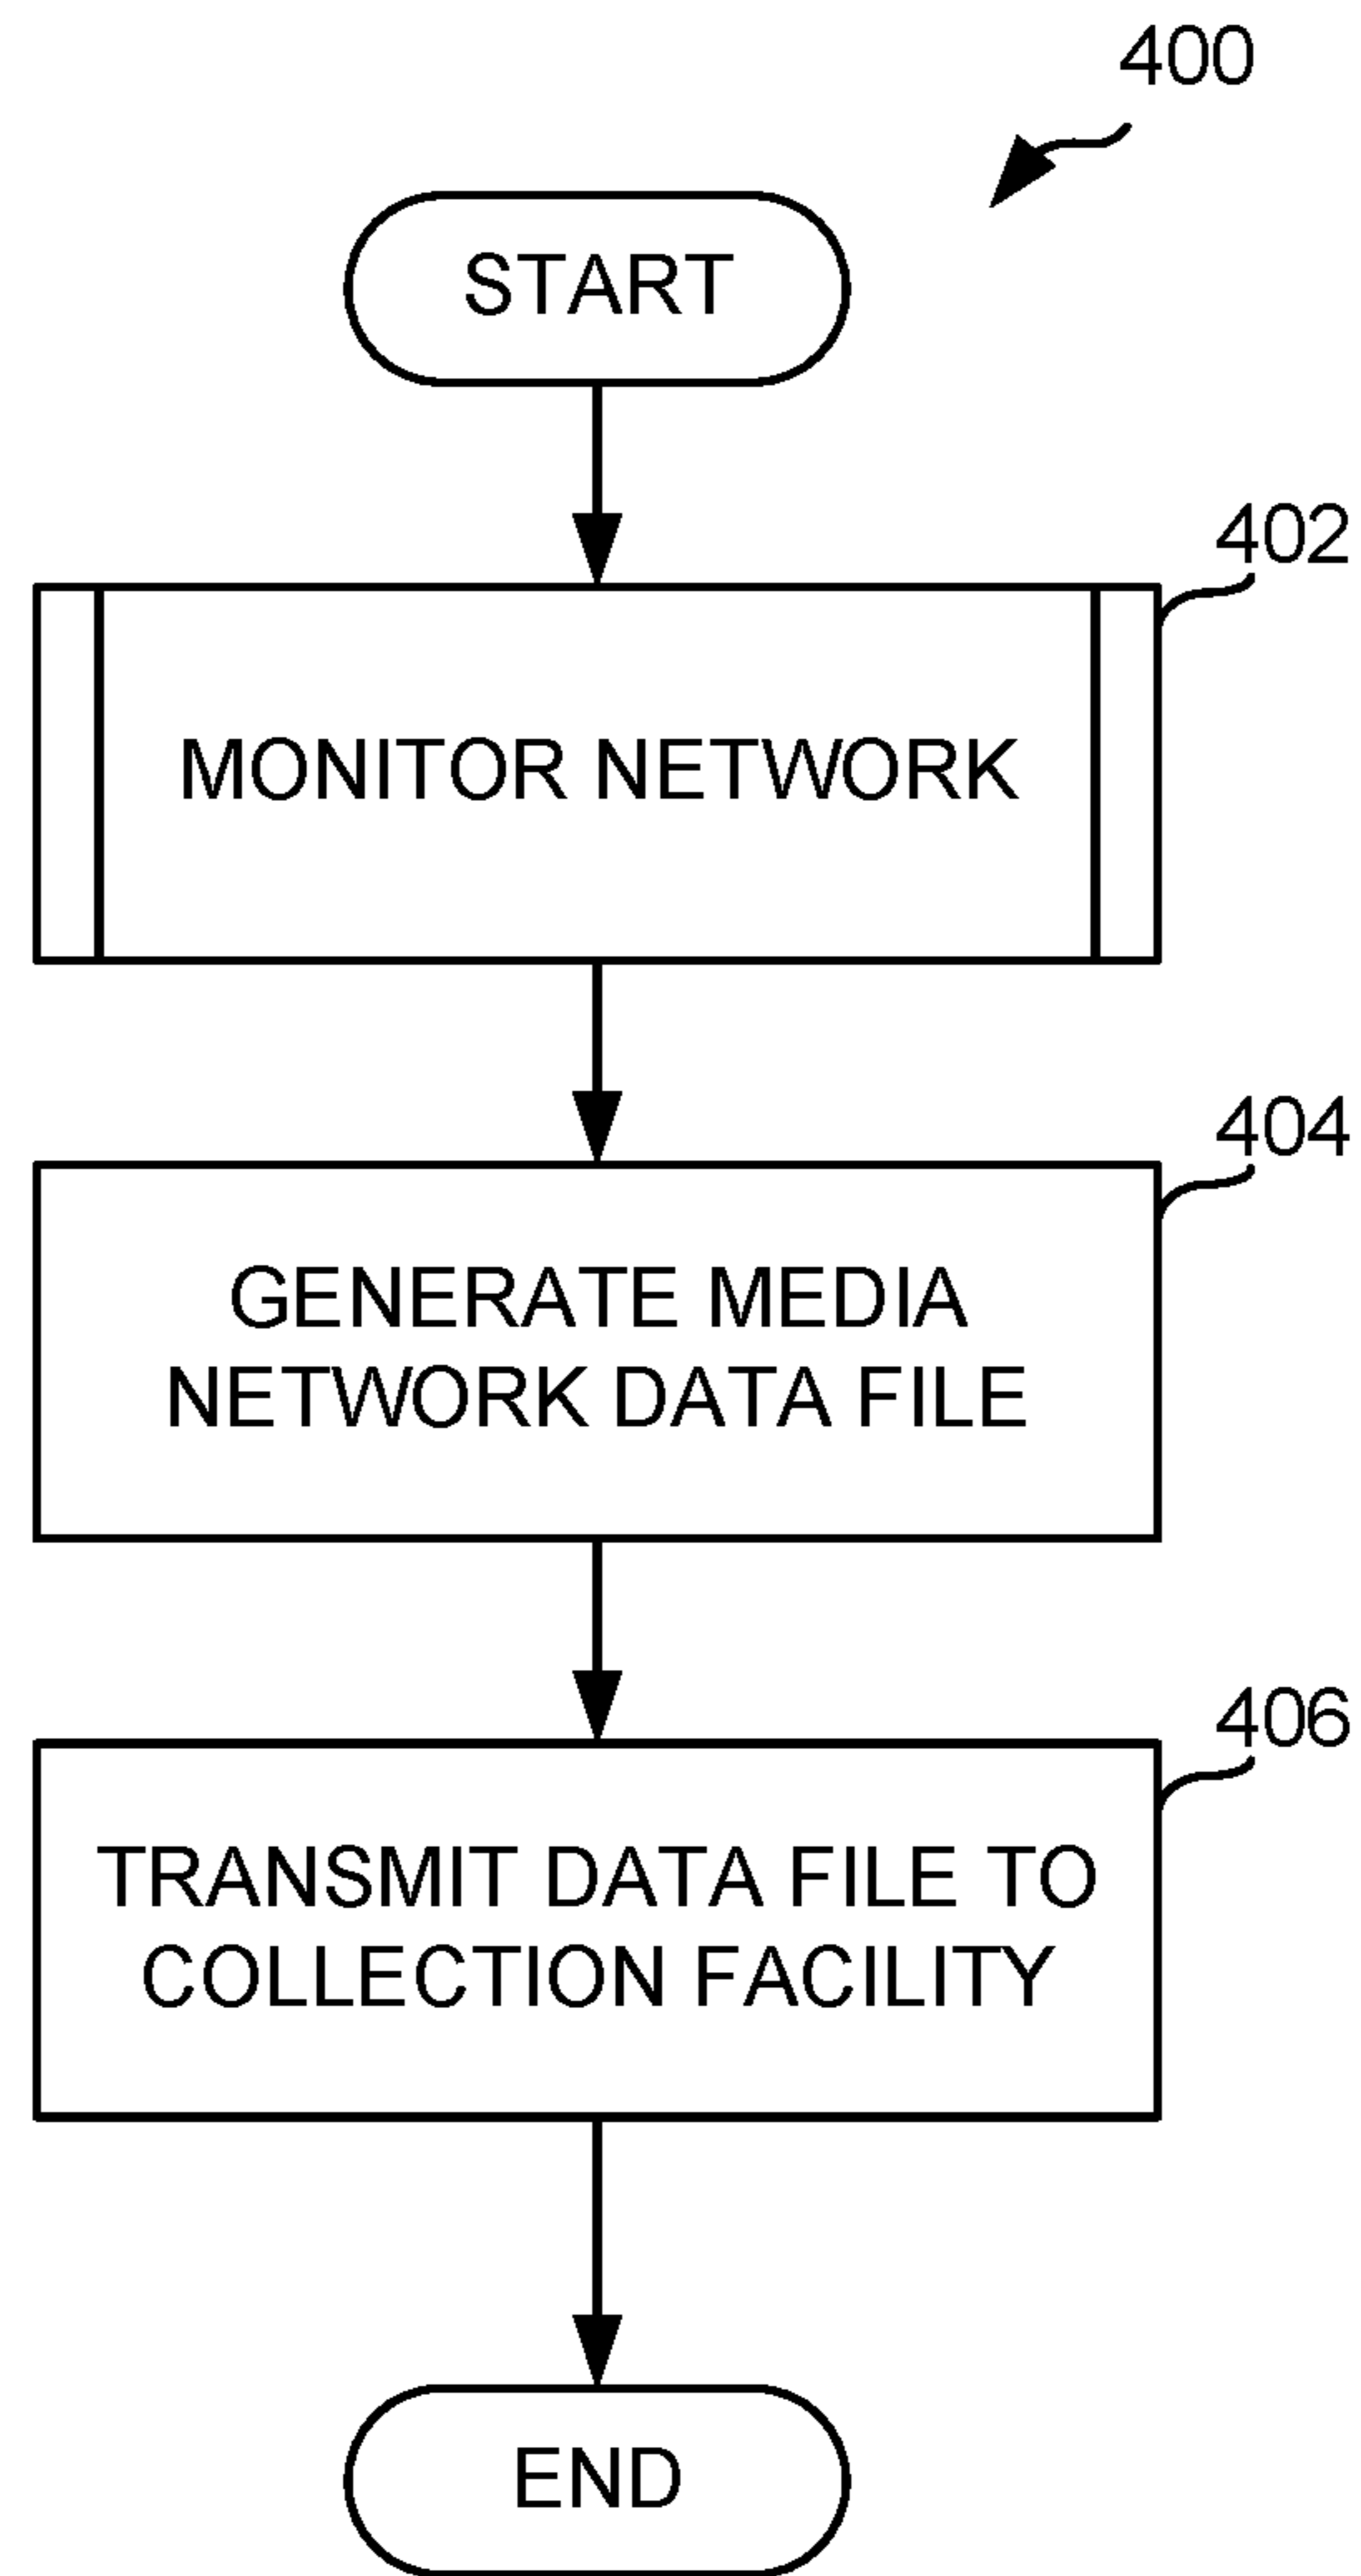 400
START
402
MONITOR NETWORK
404
GENERATE MEDIA
NETWORK DATA FILE
406
TRANSMIT DATA FILE TO
COLLECTION FACILITY
END